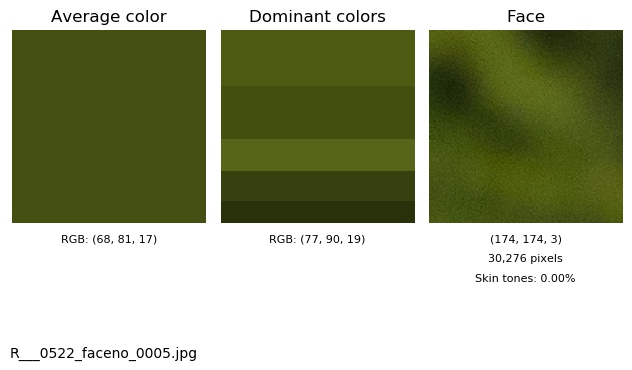 Average color
Dominant colors
Face
RGB: (68, 81, 17)
RGB: (77, 90, 19)
(174, 174, 3)
30,276 pixels
Skin tones: 0.00%
R___0522_faceno_0005.jpg